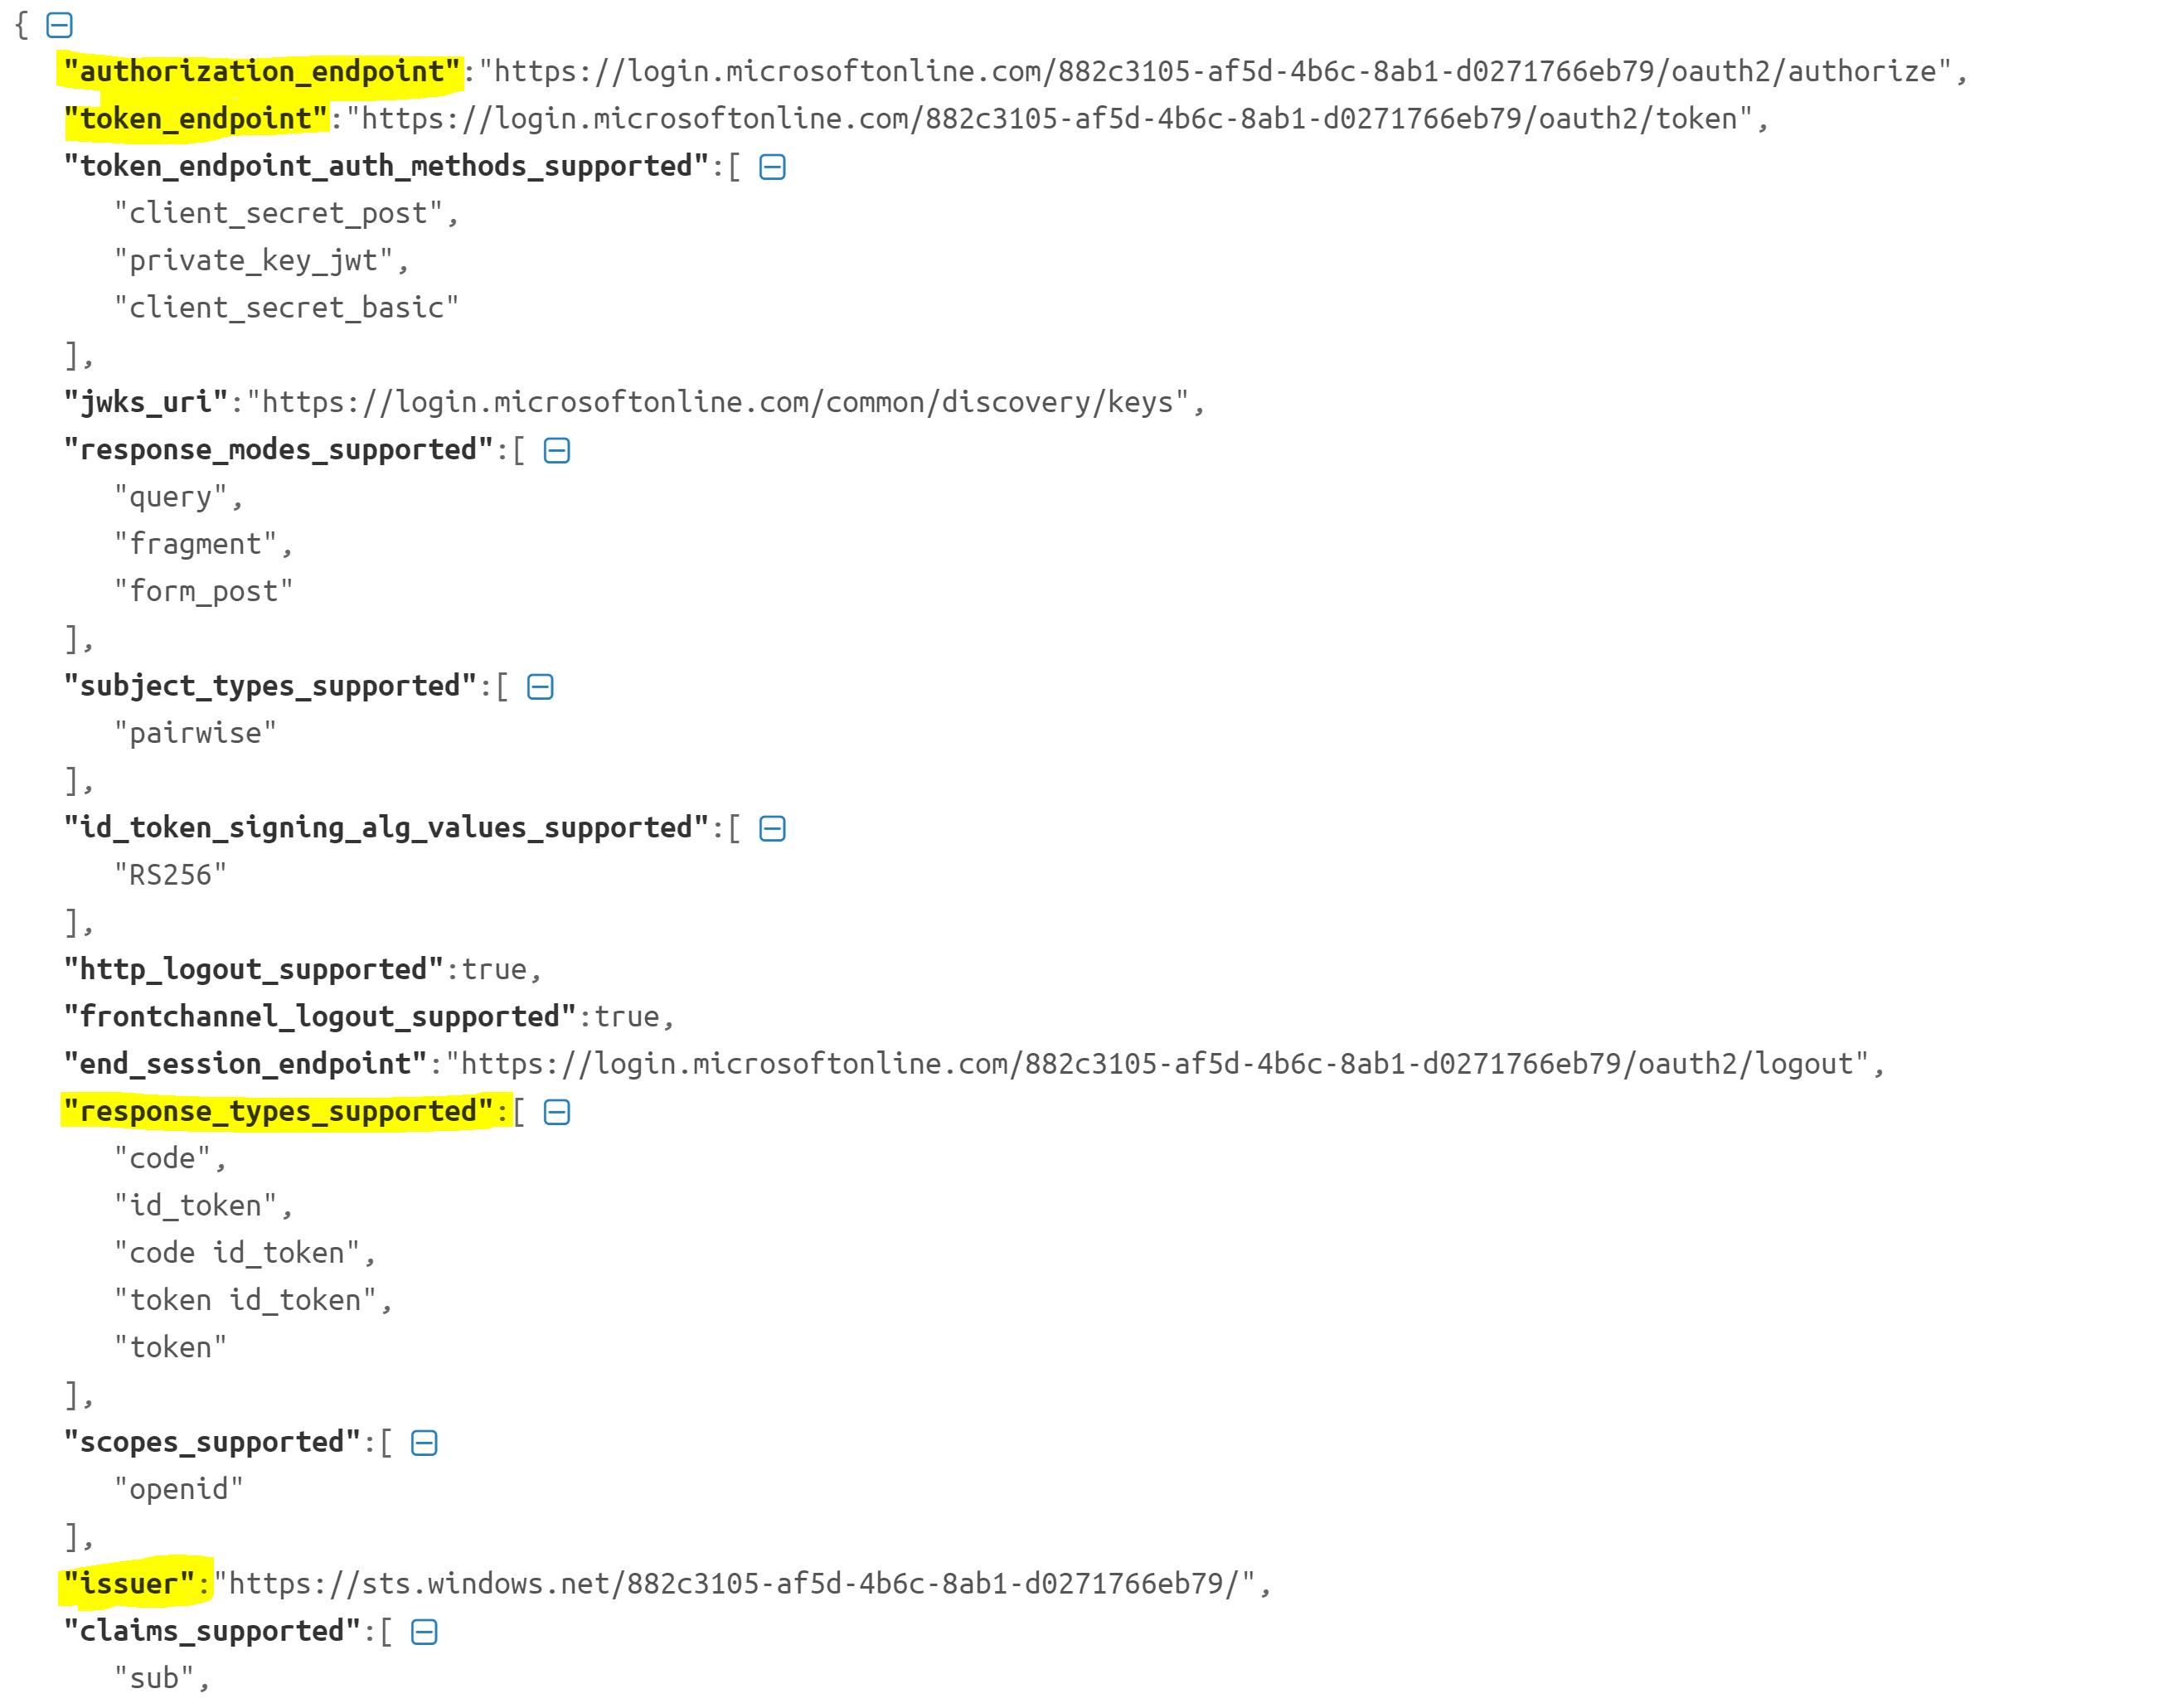 {
"authorization_endpoint":"https://login.microsoftonline.com/882c3105-af5d-4b6c-8ab1-d0271766eb79/oauth2/authorize",
"token_endpoint":"https://login.microsoftonline.com/882c3105-af5d-4b6c-8ab1-d0271766eb79/oauth2/token",
"token_endpoint_auth_methods_supported":[
"client_secret_post",
"private_key_jwt",
"client_secret_basic"
],
"jwks_uri":"https://login.microsoftonline.com/common/discovery/keys",
"response_modes_supported":[
"query",
"fragment",
"form_post"
],
"subject_types_supported":[
"pairwise"
],
"id_token_signing_alg_values_supported":[
"RS256"
],
"http_logout_supported":true,
"frontchannel_logout_supported":true,
"end_session_endpoint":"https://login.microsoftonline.com/882c3105-af5d-4b6c-8ab1-d0271766eb79/oauth2/logout",
"response_types_supported":[
"code",
"id_token",
"code id_token",
"token id_token",
"token"
],
"scopes_supported":[
"openid"
],
"issuer":"https://sts.windows.net/882c3105-af5d-4b6c-8ab1-d0271766eb79/",
"claims_supported":[
"sub",